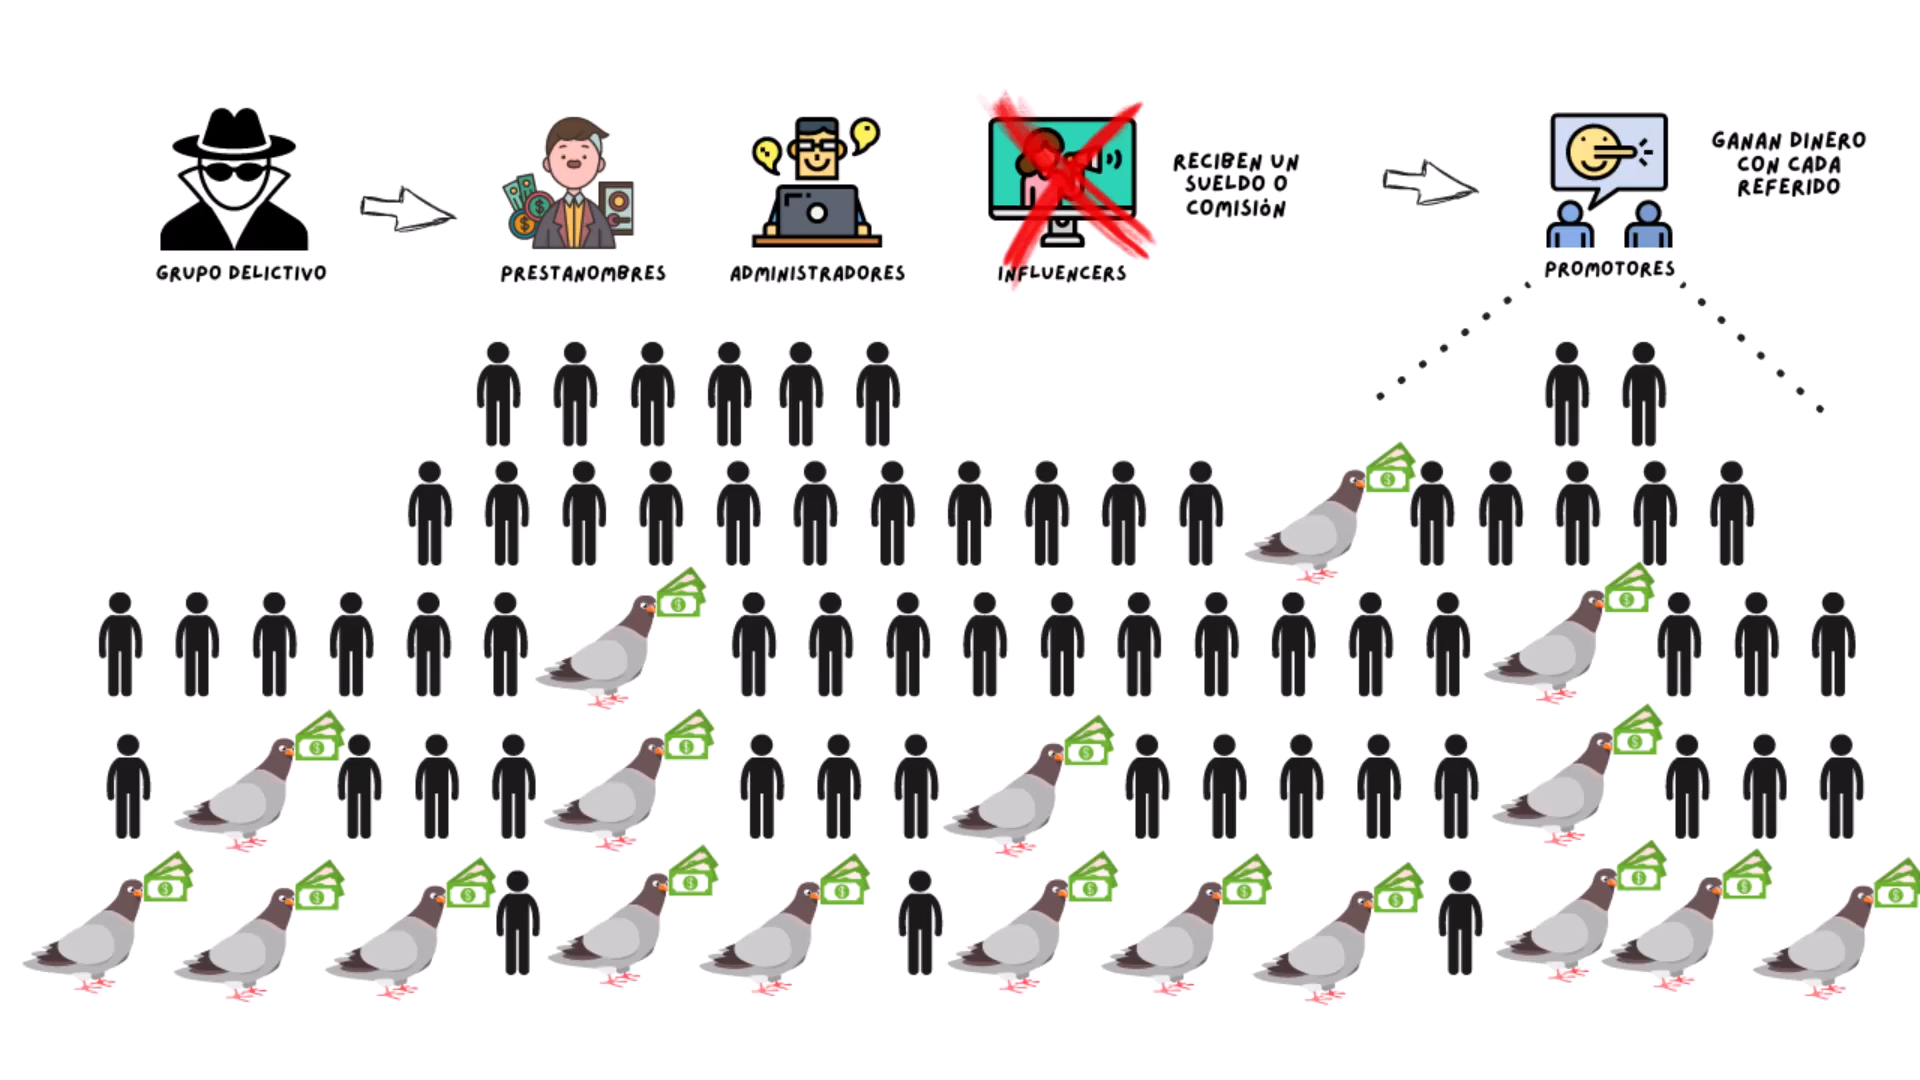 GRUPO DELICTIVO
PRESTANOMBRES
ADMINISTRADORES
INFLUENCERS
RECIBEN UN
SUELDO O
COMISIÓN
PROMOTORES
GANAN DINERO
CON CADA
REFERIDO